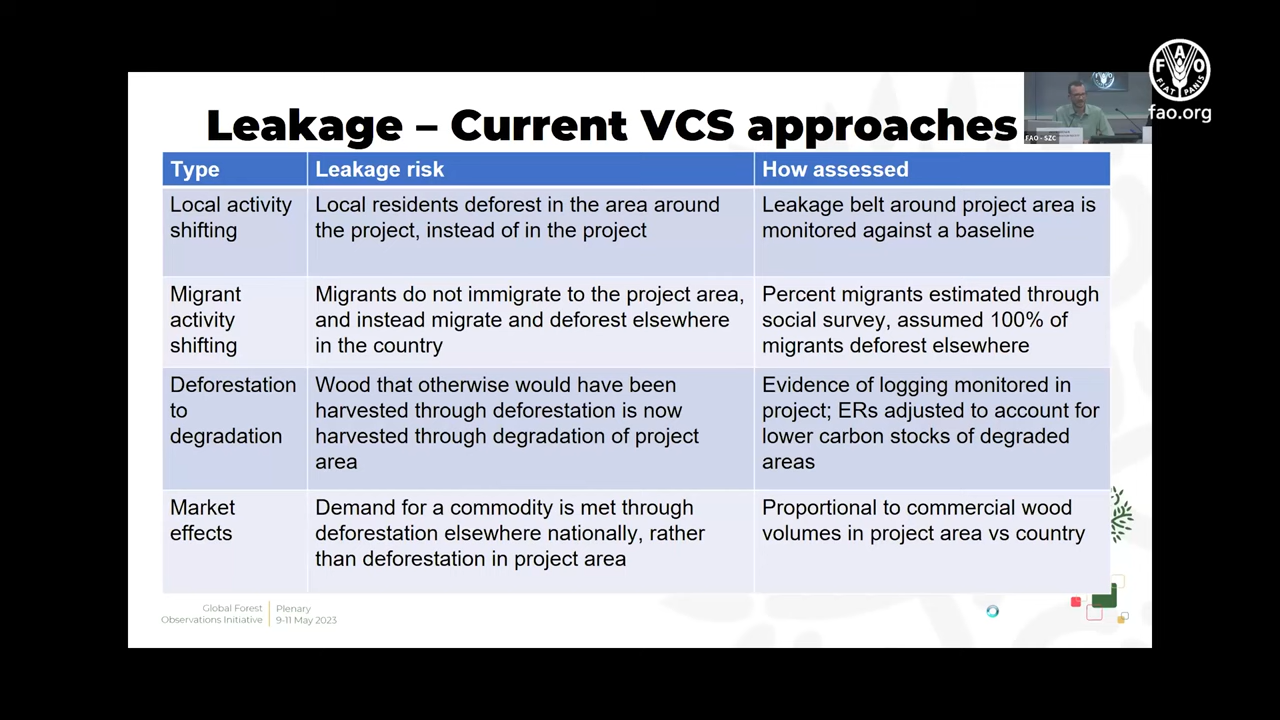 FAO
FIAT PANIS
fao.org
FAO - SZC
Leakage – Current VCS approaches
Type
Leakage risk
How assessed
Local activity
shifting
Local residents deforest in the area around
the project, instead of in the project
Leakage belt around project area is
monitored against a baseline
Migrant
activity
shifting
Migrants do not immigrate to the project area,
and instead migrate and deforest elsewhere
in the country
Percent migrants estimated through
social survey, assumed 100% of
migrants deforest elsewhere
Deforestation
to
degradation
Wood that otherwise would have been
harvested through deforestation is now
harvested through degradation of project
area
Evidence of logging monitored in
project; ERs adjusted to account for
lower carbon stocks of degraded
areas
Market
effects
Demand for a commodity is met through
deforestation elsewhere nationally, rather
than deforestation in project area
Proportional to commercial wood
volumes in project area vs country
Global Forest
Observations Initiative
Plenary
9-11 May 2023